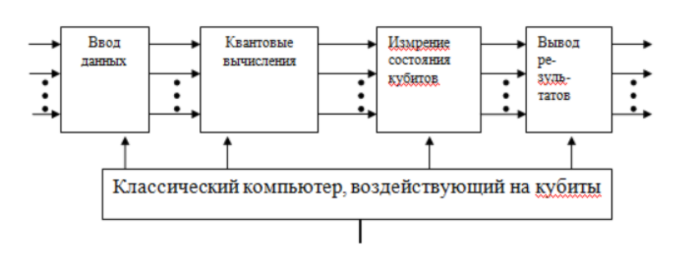 Ввод
данных
Квантовые
вычисления
Измрение
состояния
кубитов
Вывод
ре-
зуль-
татов
Классический компьютер, воздействующий на кубиты